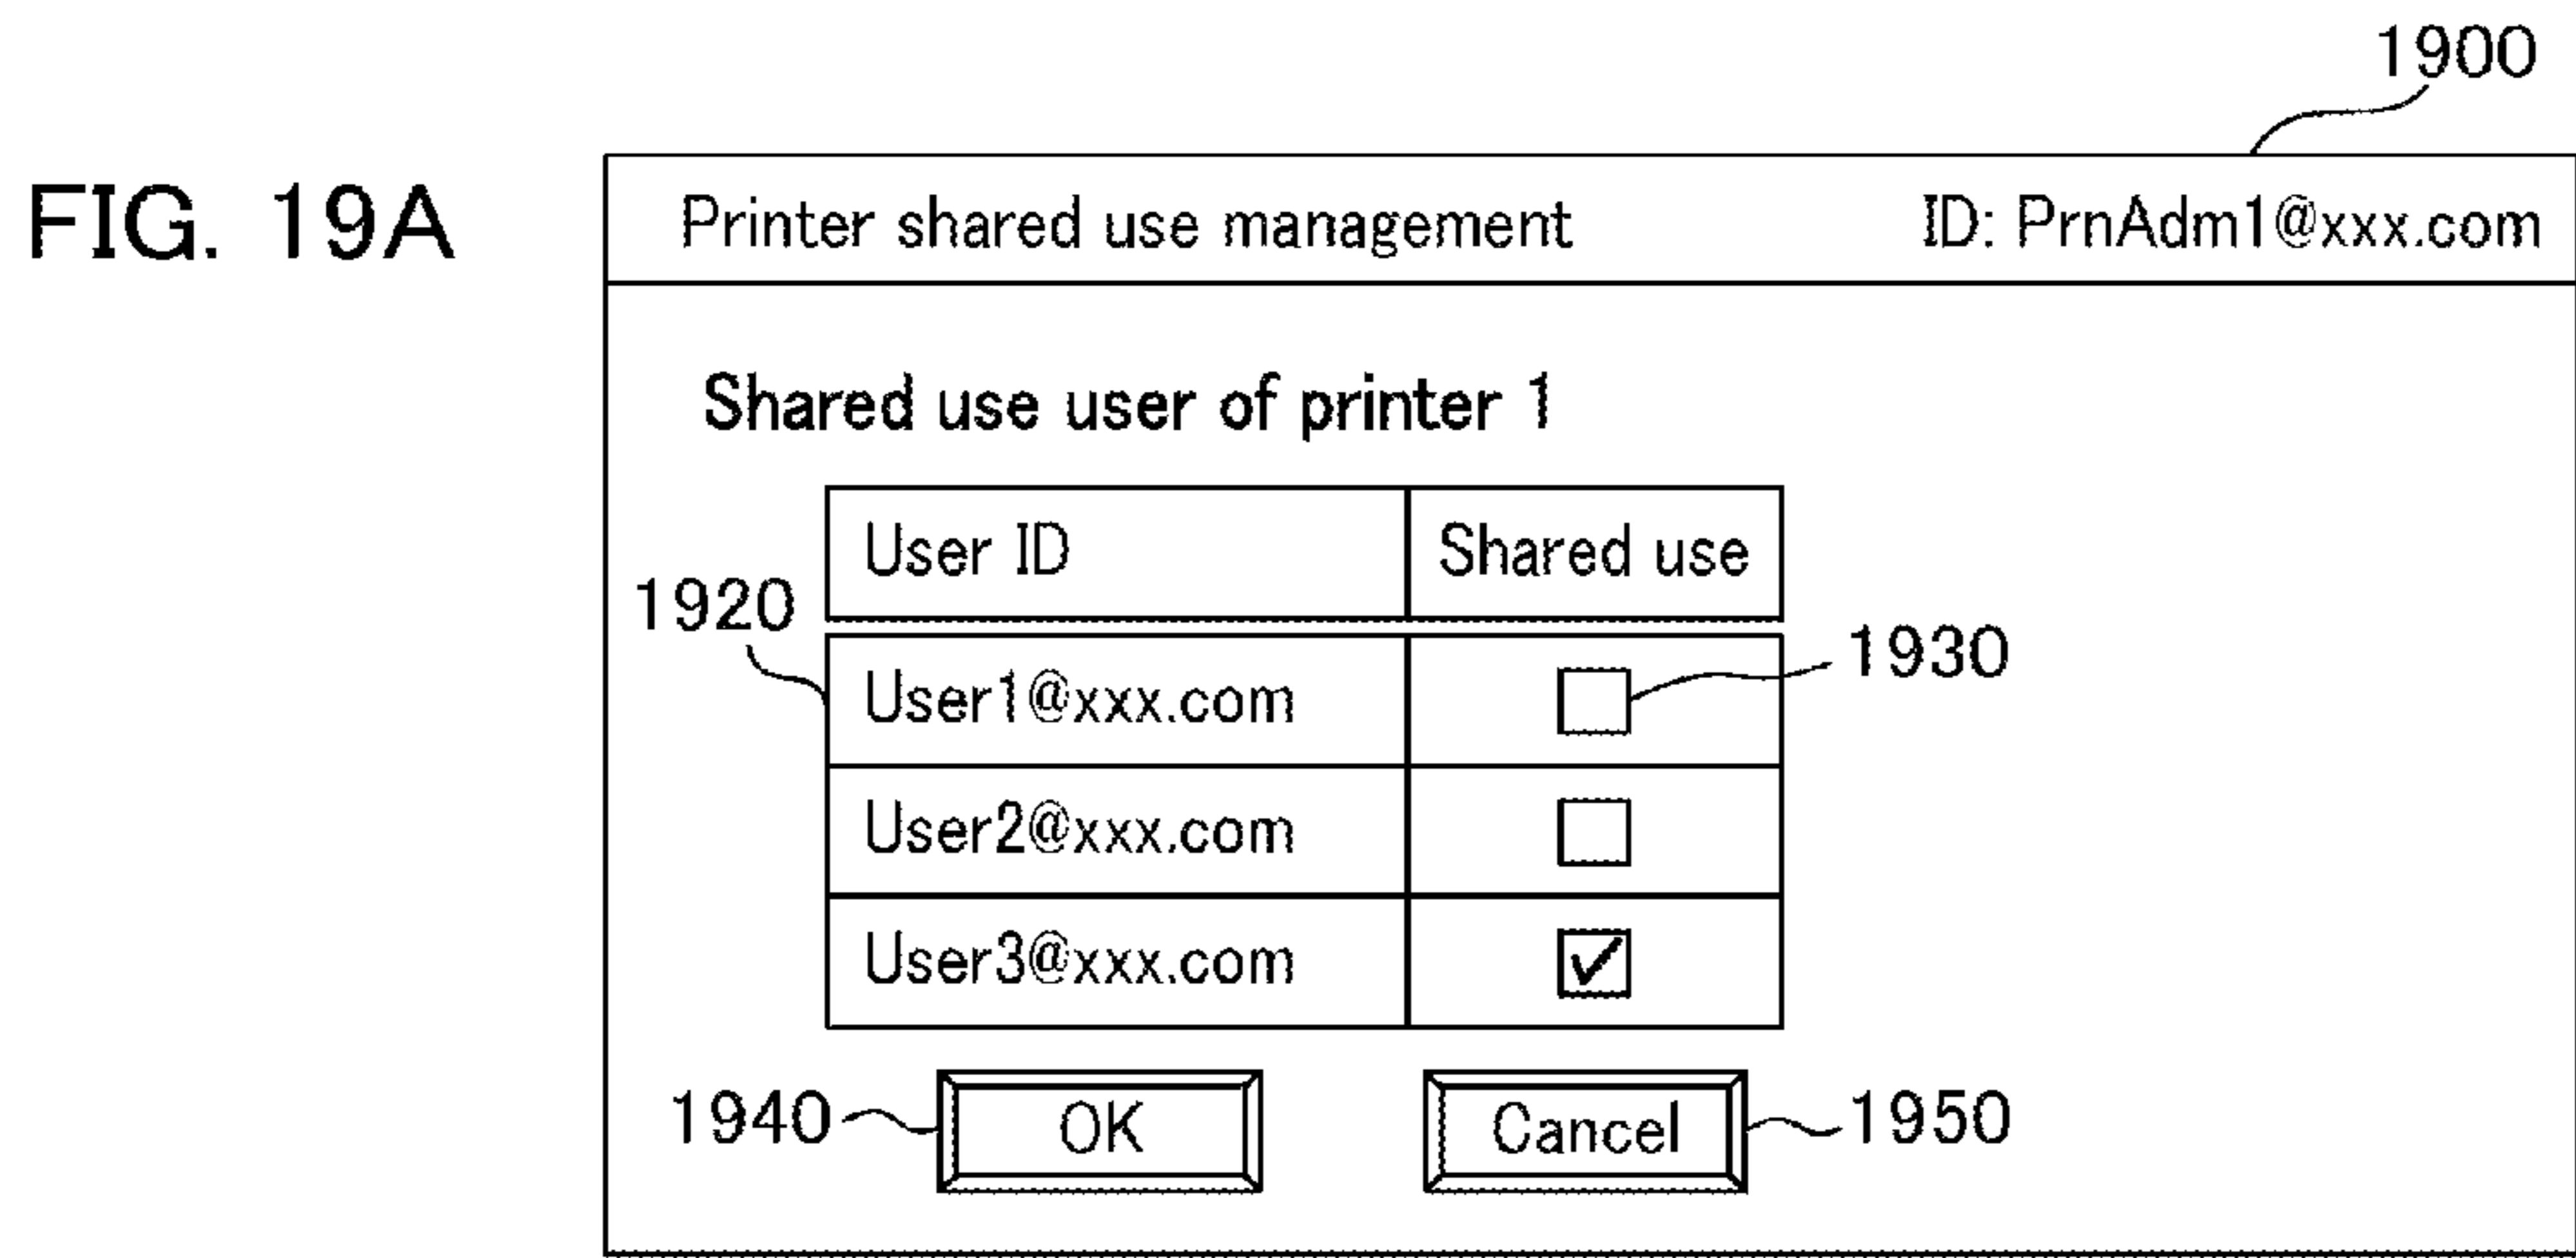 1900
FIG. 19A
Printer shared use management ID: PrnAdm1@xxx.com
Shared use user of printer 1
User ID Shared use
1920
User1@xxx.com 1930
User2@xxx.com
User3@xxx.com
1940 OK Cancel 1950